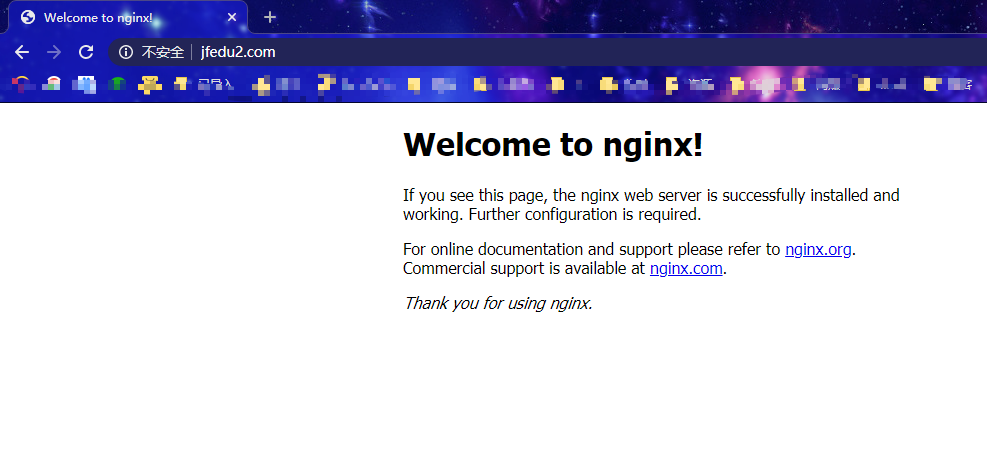 Welcome to nginx!
不安全 jfedu2.com
Welcome to nginx!
If you see this page, the nginx web server is successfully installed and
working. Further configuration is required.
For online documentation and support please refer to nginx.org.
Commercial support is available at nginx.com.
Thank you for using nginx.